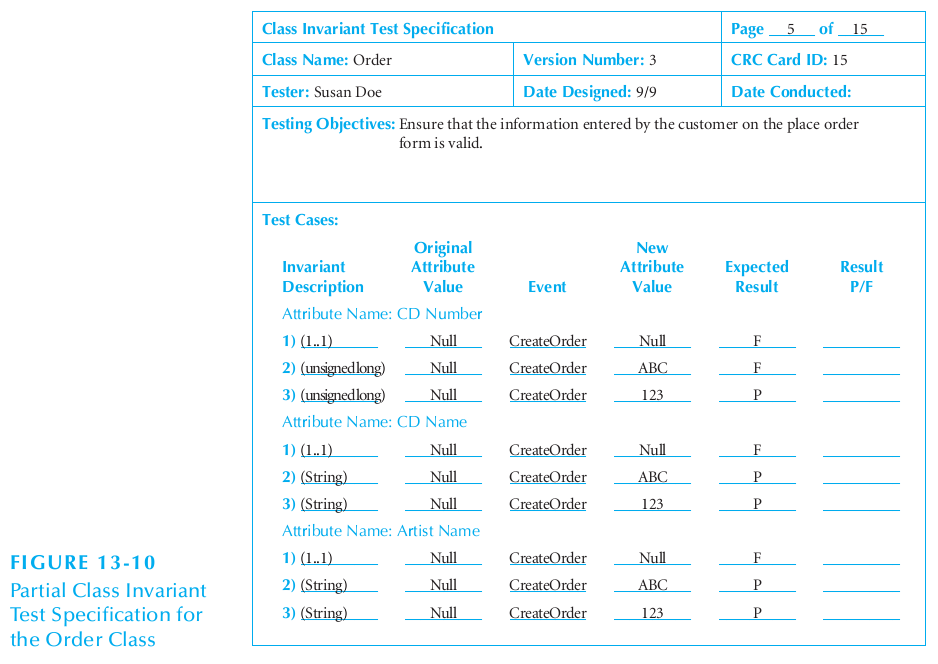 Class Invariant Test Specification Page 5 of 15
Class Name: Order Version Number: 3 CRC Card ID: 15
Tester: Susan Doe Date Designed: 9/9 Date Conducted:
Testing Objectives: Ensure that the information entered by the customer on the place order
form is valid.
Test Cases:
Original New
Invariant Attribute Attribute Expected Result
Description Value Event Value Result P/F
Attribute Name: CD Number
1) (1..1) Null CreateOrder Null F
2) (unsignedlong) Null CreateOrder ABC F
3) (unsignedlong) Null CreateOrder 123 P
Attribute Name: CD Name
1) (1..1) Null CreateOrder Null F
2) (String) Null CreateOrder ABC P
3) (String) Null CreateOrder 123 P
Attribute Name: Artist Name
1) (1..1) Null CreateOrder Null F
2) (String) Null CreateOrder ABC P
3) (String) Null CreateOrder 123 P
FIGURE 13-10
Partial Class Invariant
Test Specification for
the Order Class